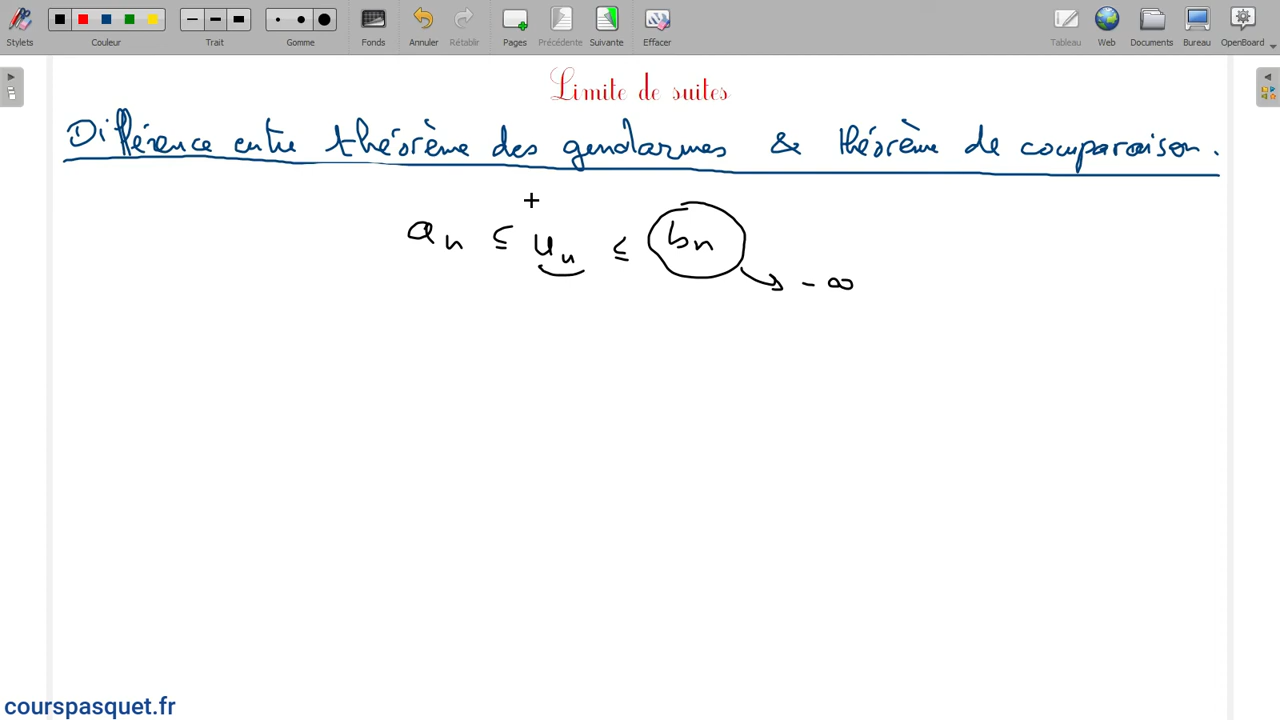 Stylets Couleur Trait Gomme Fonds Annuler Rétablir Pages Précédente Suivante Effacer Tableau Web Documents Bureau OpenBoard
Limite de suites
Différence entre théorème des gendarmes & théorème de comparaison.
aₙ ≤ uₙ ≤ bₙ
→ - ∞
courspasquet.fr